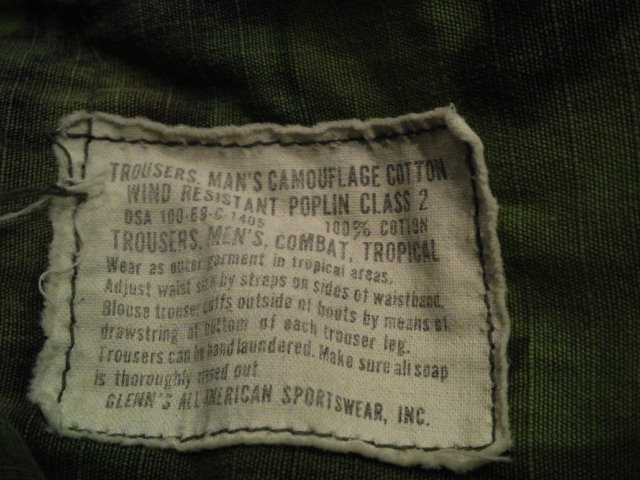 TROUSERS, MAN'S CAMOUFLAGE COTTON
WIND RESISTANT POPLIN CLASS 2
DSA 100-69-C-1405 100% COTTON
TROUSERS, MEN'S, COMBAT, TROPICAL
Wear as outer garment in tropical areas.
Adjust waist size by straps on sides of waistband.
Blouse trouser cuffs outside of boots by means of
drawstring at bottom of each trouser leg.
Trousers can be hand laundered. Make sure all soap
is thoroughly rinsed out
GLENN'S ALL AMERICAN SPORTSWEAR, INC.